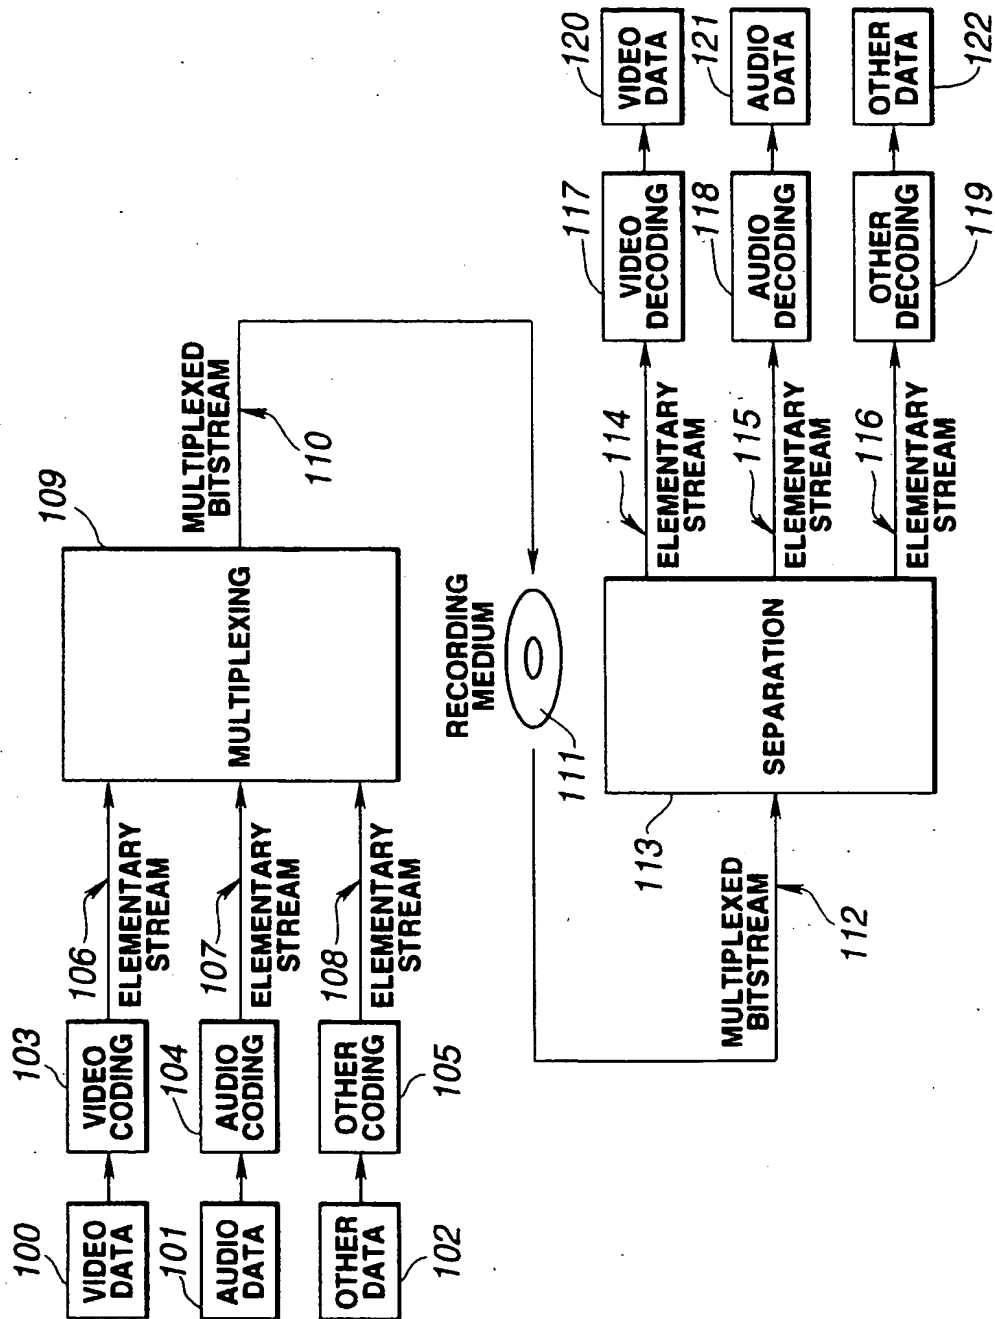 100
VIDEO
DATA
103
VIDEO
CODING
106
ELEMENTARY
STREAM
101
AUDIO
DATA
104
AUDIO
CODING
107
ELEMENTARY
STREAM
102
OTHER
DATA
105
OTHER
CODING
108
ELEMENTARY
STREAM
109
MULTIPLEXING
MULTIPLEXED
BITSTREAM
110
RECORDING
MEDIUM
111
MULTIPLEXED
BITSTREAM
112
113
SEPARATION
114
ELEMENTARY
STREAM
117
VIDEO
DECODING
120
VIDEO
DATA
115
ELEMENTARY
STREAM
118
AUDIO
DECODING
121
AUDIO
DATA
116
ELEMENTARY
STREAM
119
OTHER
DECODING
122
OTHER
DATA